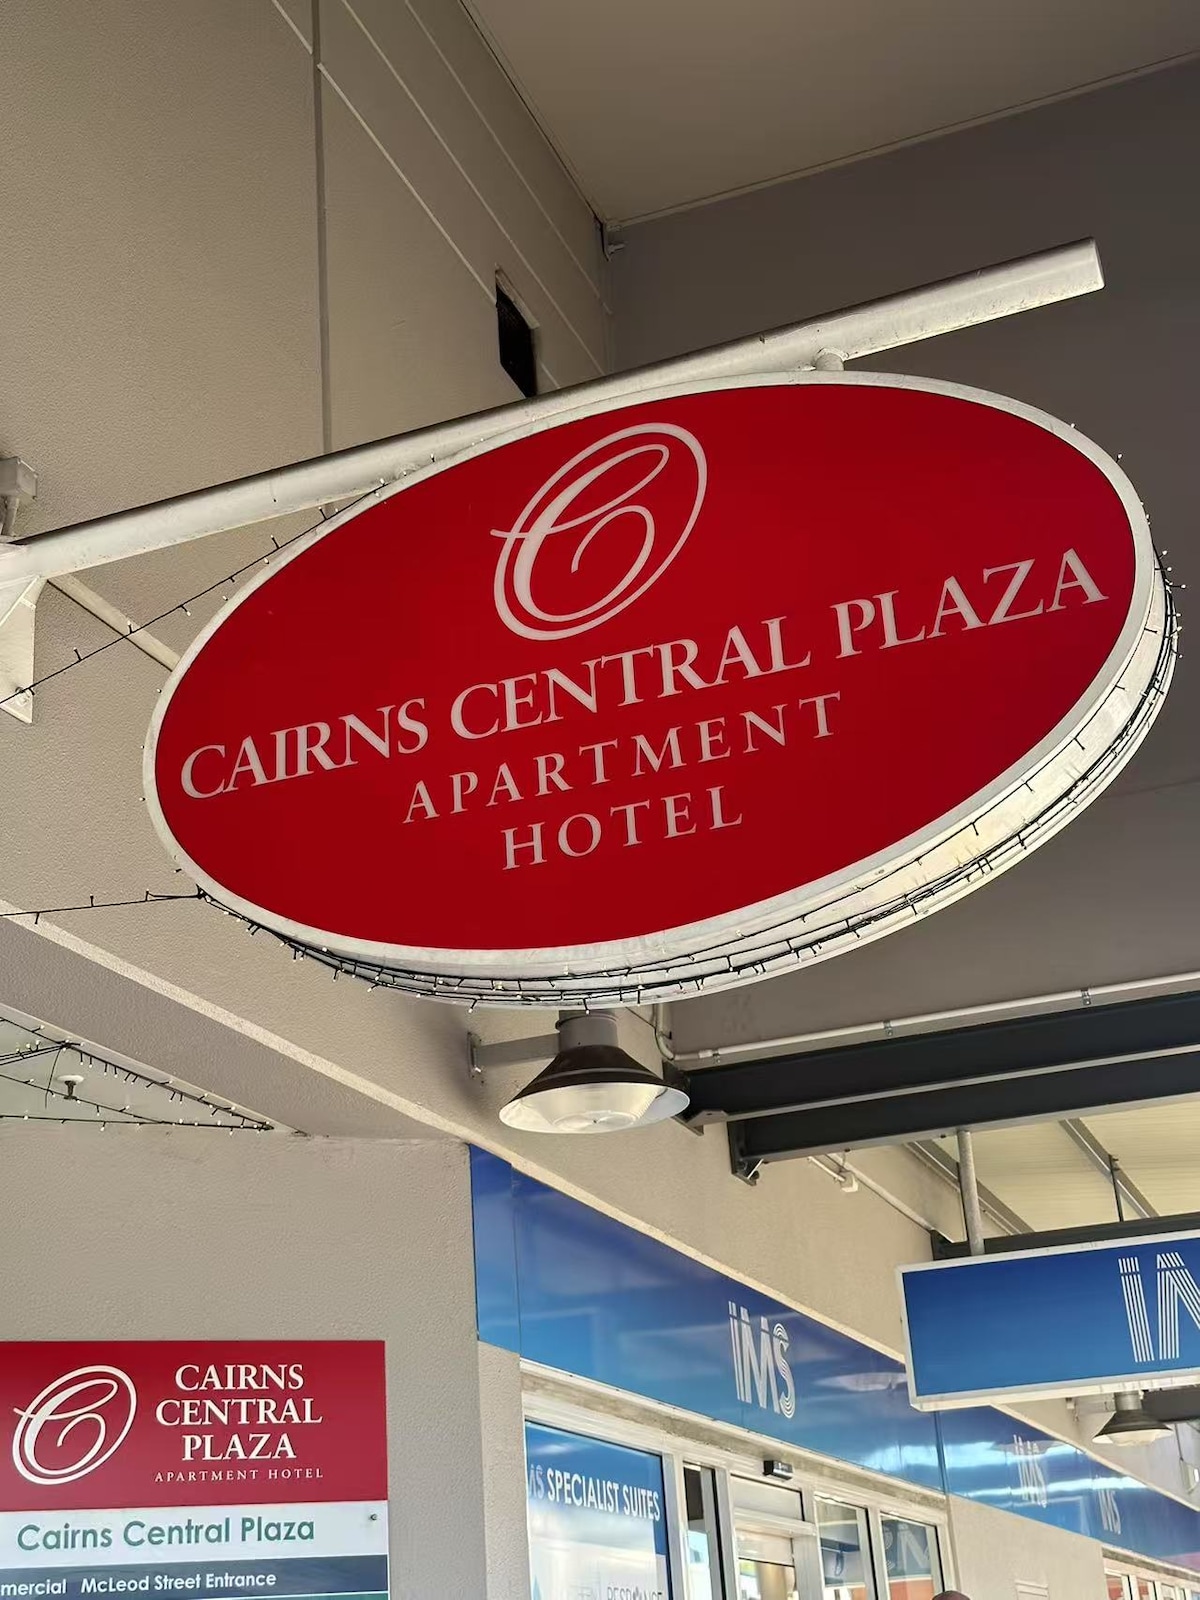 CAIRNS CENTRAL PLAZA
APARTMENT
HOTEL
CAIRNS
CENTRAL
PLAZA
APARTMENT HOTEL
Cairns Central Plaza
McLeod Street Entrance
IMS
IMS SPECIALIST SUITES
IMS
IMS